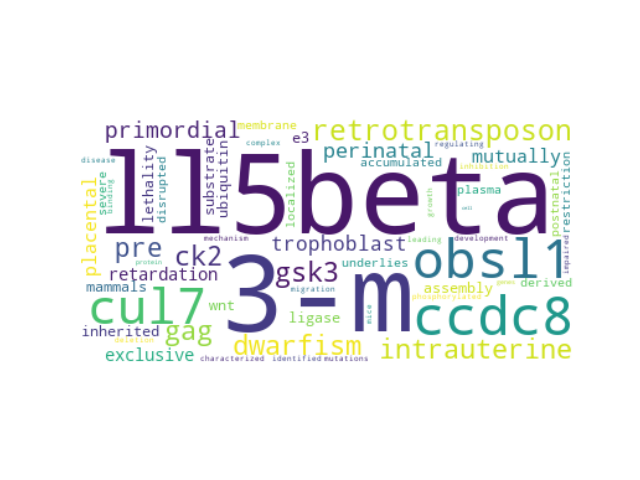 primordial
membrane
e3
retrotransposon
complex
regulating
disease
severe
binding
lethality
disrupted
substrate
ubiquitin
localized
perinatal
accumulated
mutually
inhibition
plasma
growth
cell
postnatal
restriction
ll5beta
placental
pre
ck2
mechanism
trophoblast
leading
development
obsl1
impaired
protein
retardation
gsk3
underlies
mammals
3-m
migration
assembly
genes
derived
phosphorylated
cul7
gag
wnt
ligase
mice
ccdc8
inherited
deletion
dwarfism
intrauterine
exclusive
characterized
identified
mutations